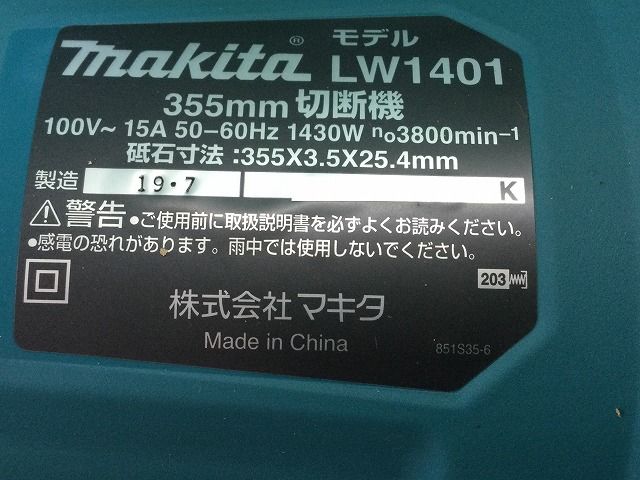 makita® モデル LW1401
355mm 切断機
100V~ 15A 50-60Hz 1430W no3800min-1
砥石寸法:355X3.5X25.4mm
製造 19・7 K
警告 ●ご使用前に取扱説明書を必ずよくお読みください。
●感電の恐れがあります。雨中では使用しないでください。
203
株式会社 マキタ
Made in China
851S35-6